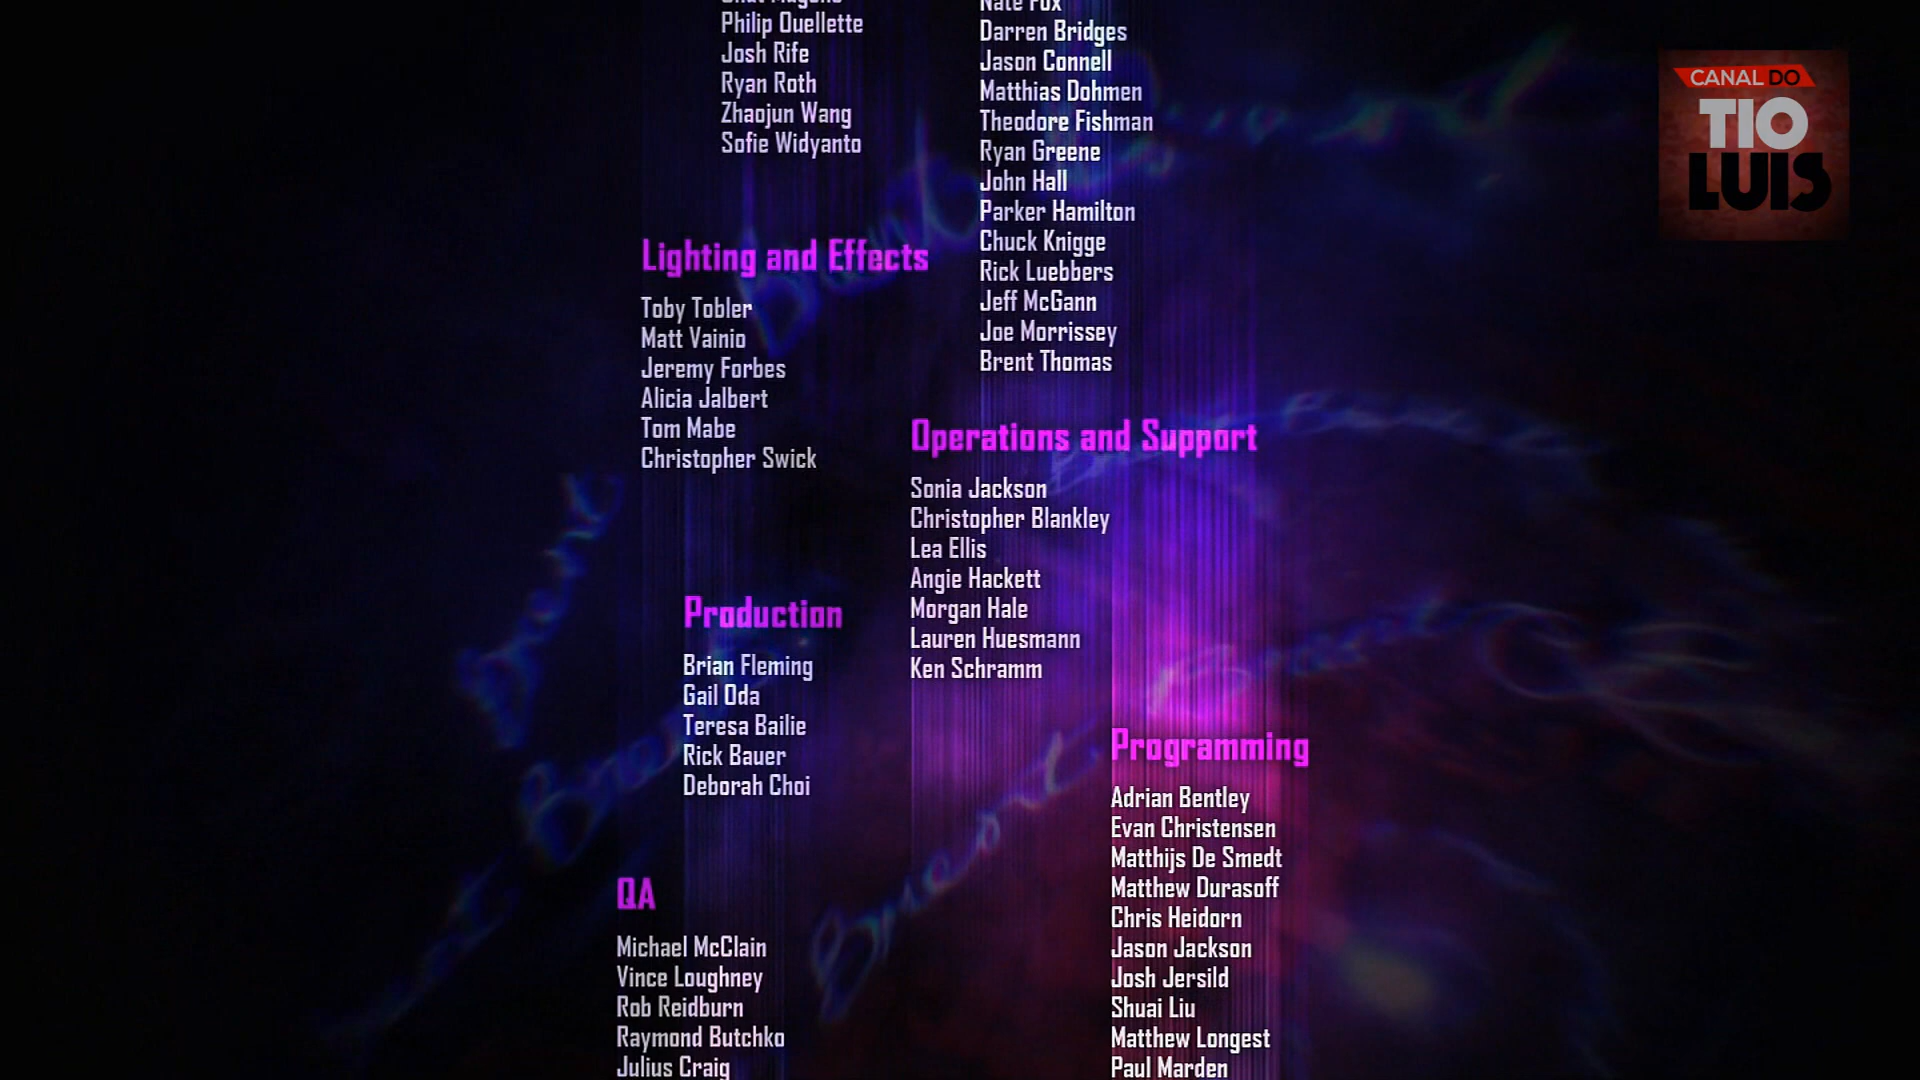 Philip Ouellette
Josh Rife
Ryan Roth
Zhaojun Wang
Sofie Widyanto
Lighting and Effects
Toby Tobler
Matt Vainio
Jeremy Forbes
Alicia Jalbert
Tom Mabe
Christopher Swick
Production
Brian Fleming
Gail Oda
Teresa Bailie
Rick Bauer
Deborah Choi
QA
Michael McClain
Vince Loughney
Rob Reidburn
Raymond Butchko
Julius Craig
Nate Fox
Darren Bridges
Jason Connell
Matthias Dohmen
Theodore Fishman
Ryan Greene
John Hall
Parker Hamilton
Chuck Knigge
Rick Luebbers
Jeff McGann
Joe Morrissey
Brent Thomas
Operations and Support
Sonia Jackson
Christopher Blankley
Lea Ellis
Angie Hackett
Morgan Hale
Lauren Huesmann
Ken Schramm
Programming
Adrian Bentley
Evan Christensen
Matthijs De Smedt
Matthew Durasoff
Chris Heidorn
Jason Jackson
Josh Jersild
Shuai Liu
Matthew Longest
Paul Marden
CANAL DO
TIO
LUIS
Brent
Brent
Brent